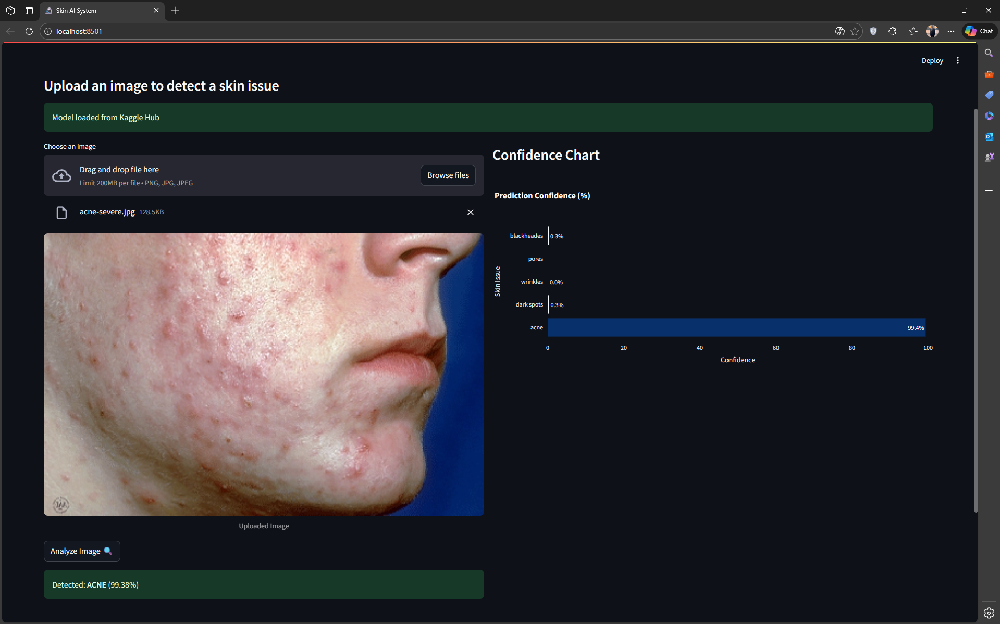 Skin AI System
localhost:8501
Chat
Deploy
Upload an image to detect a skin issue
Model loaded from Kaggle Hub
Choose an image
Drag and drop file here
Limit 200MB per file • PNG, JPG, JPEG
Browse files
acne-severe.jpg 128.5KB
Uploaded Image
Analyze Image
Detected: ACNE (99.38%)
Confidence Chart
Prediction Confidence (%)
Skin Issue
blackheades 0.3%
pores
wrinkles 0.0%
dark spots 0.3%
acne 99.4%
0 20 40 60 80 100
Confidence